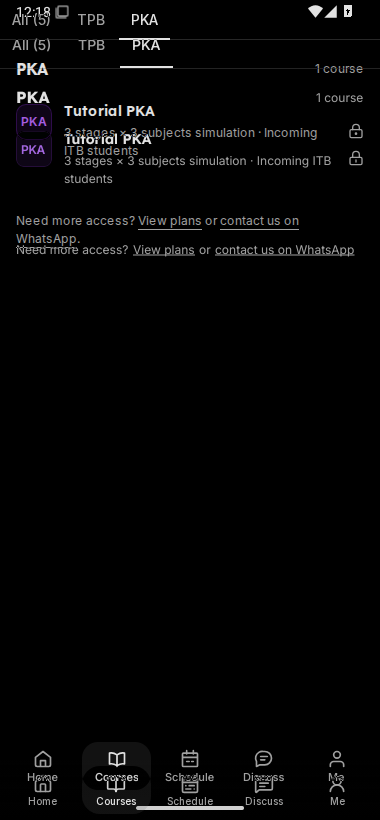 12:18
All (5) TPB PKA
All (5) TPB PKA
PKA 1 course
PKA 1 course
Tutorial PKA
PKA 3 stages × 3 subjects simulation · Incoming
ITB students
Tutorial PKA
PKA 3 stages × 3 subjects simulation · Incoming ITB
students
Need more access? View plans or contact us on
WhatsApp.
Need more access? View plans or contact us on WhatsApp
Home Courses Schedule Discuss Me
Home Courses Schedule Discuss Me